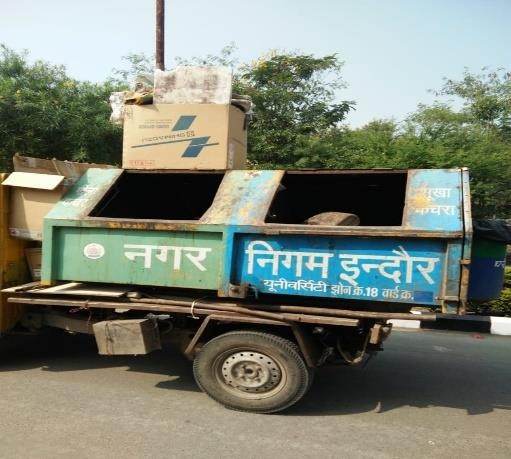 सूखा
कचरा
नगर निगम इन्दौर
यूनीवर्सिटी झोन क्र.18 वार्ड क्र.